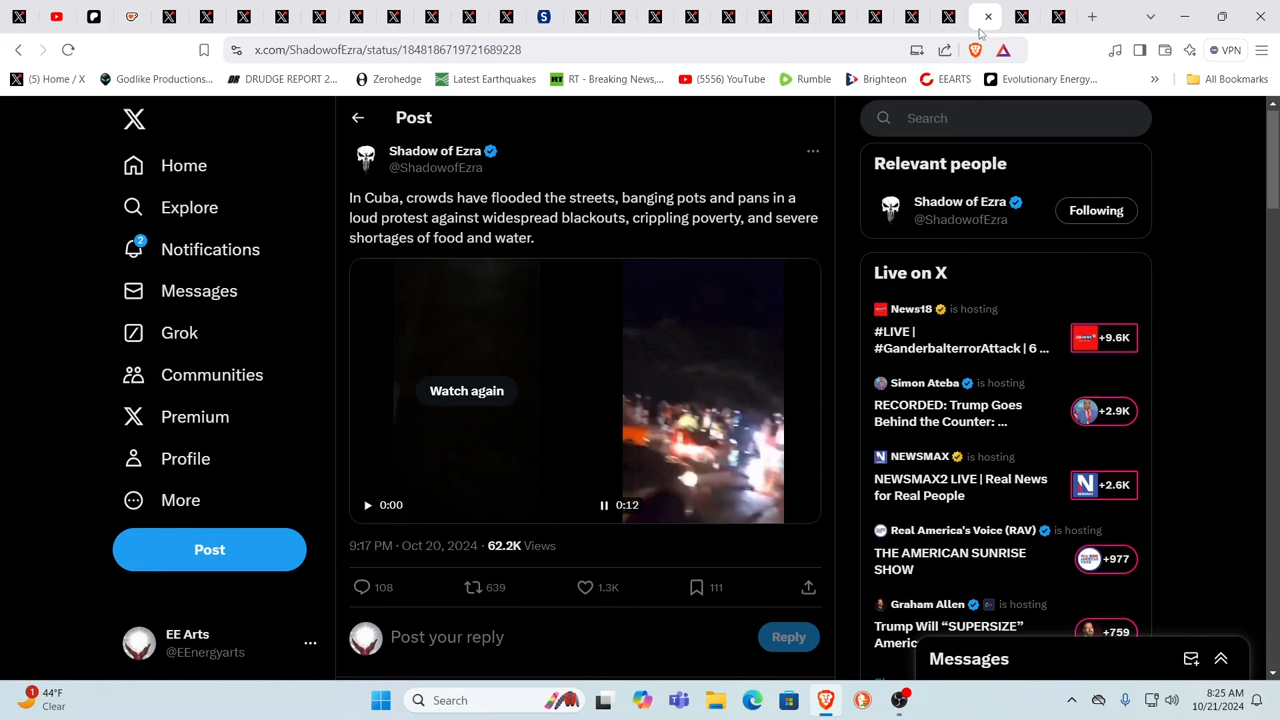 x.com/ShadowofEzra/status/1848186719721689228
VPN
(5) Home / X
Godlike Productions...
DRUDGE REPORT 2...
Zerohedge
Latest Earthquakes
RT - Breaking News,...
(5555) YouTube
Rumble
Brighteon
EEARTS
Evolutionary Energy...
»
All Bookmarks
Home
Explore
2
Notifications
Messages
Grok
Communities
Premium
Profile
More
Post
EE Arts
@EEnergyarts
Post
Shadow of Ezra
@ShadowofEzra
In Cuba, crowds have flooded the streets, banging pots and pans in a
loud protest against widespread blackouts, crippling poverty, and severe
shortages of food and water.
Watch again
0:00
0:12
9:17 PM · Oct 20, 2024 · 62.2K Views
108
639
1.3K
111
Post your reply
Reply
Search
Relevant people
Shadow of Ezra
@ShadowofEzra
Following
Live on X
News18 is hosting
#LIVE |
#GanderbalterrorAttack | 6 ...
+9.6K
Simon Ateba is hosting
RECORDED: Trump Goes
Behind the Counter: ...
+2.9K
NEWSMAX is hosting
NEWSMAX2 LIVE | Real News
for Real People
+2.6K
Real America's Voice (RAV) is hosting
THE AMERICAN SUNRISE
SHOW
+977
Graham Allen is hosting
Trump Will “SUPERSIZE”
+759
Messages
1
44°F
Clear
Search
8:25 AM
10/21/2024